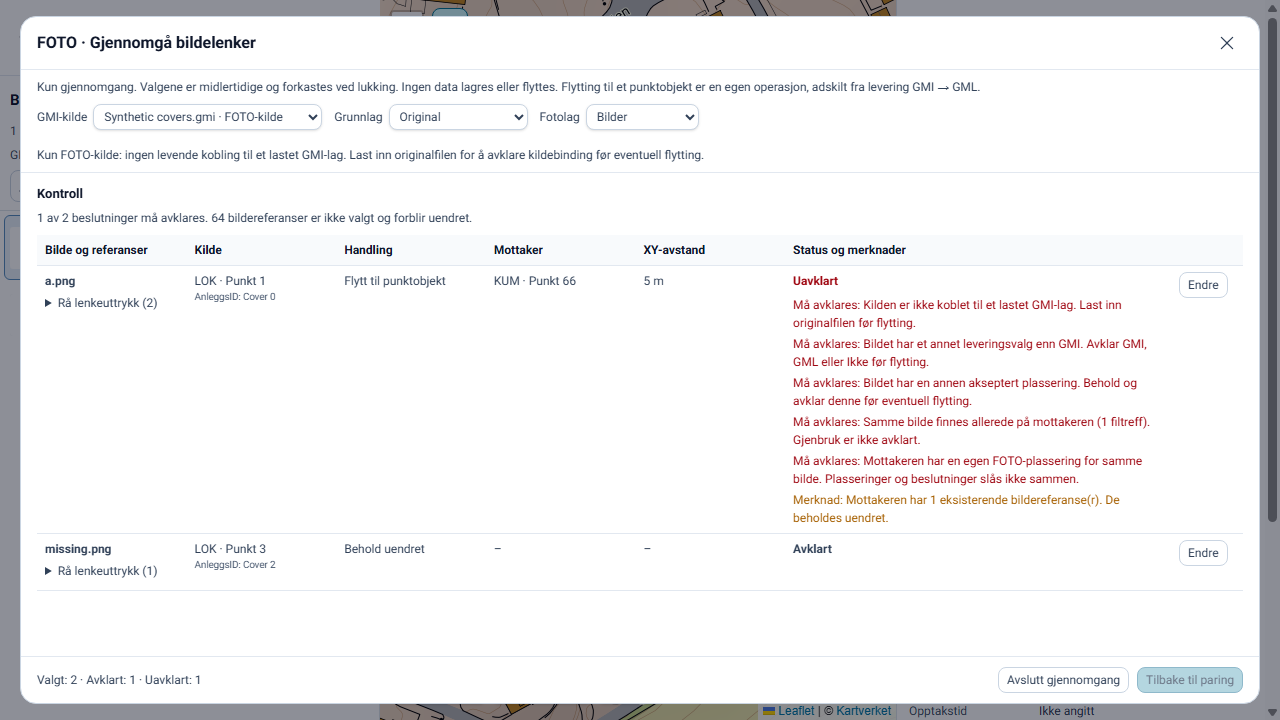 FOTO · Gjennomgå bildelenker
Kun gjennomgang. Valgene er midlertidige og forkastes ved lukking. Ingen data lagres eller flyttes. Flytting til et punktobjekt er en egen operasjon, adskilt fra levering GMI → GML.
GMI-kilde Synthetic covers.gmi · FOTO-kilde Grunnlag Original Fotolag Bilder
Kun FOTO-kilde: ingen levende kobling til et lastet GMI-lag. Last inn originalfilen for å avklare kildebinding før eventuell flytting.
Kontroll
1 av 2 beslutninger må avklares. 64 bildereferanser er ikke valgt og forblir uendret.
Bilde og referanser Kilde Handling Mottaker XY-avstand Status og merknader
a.png LOK · Punkt 1 Flytt til punktobjekt KUM · Punkt 66 5 m Uavklart Endre
Rå lenkeuttrykk (2) AnleggsID: Cover 0
Må avklares: Kilden er ikke koblet til et lastet GMI-lag. Last inn
originalfilen før flytting.
Må avklares: Bildet har et annet leveringsvalg enn GMI. Avklar GMI,
GML eller Ikke før flytting.
Må avklares: Bildet har en annen akseptert plassering. Behold og
avklar denne før eventuell flytting.
Må avklares: Samme bilde finnes allerede på mottakeren (1 filtreff).
Gjenbruk er ikke avklart.
Må avklares: Mottakeren har en egen FOTO-plassering for samme
bilde. Plasseringer og beslutninger slås ikke sammen.
Merknad: Mottakeren har 1 eksisterende bildereferanse(r). De
beholdes uendret.
missing.png LOK · Punkt 3 Behold uendret – – Avklart Endre
Rå lenkeuttrykk (1) AnleggsID: Cover 2
Valgt: 2 · Avklart: 1 · Uavklart: 1 Avslutt gjennomgang Tilbake til paring
Leaflet | © Kartverket Opptakstid Ikke angitt